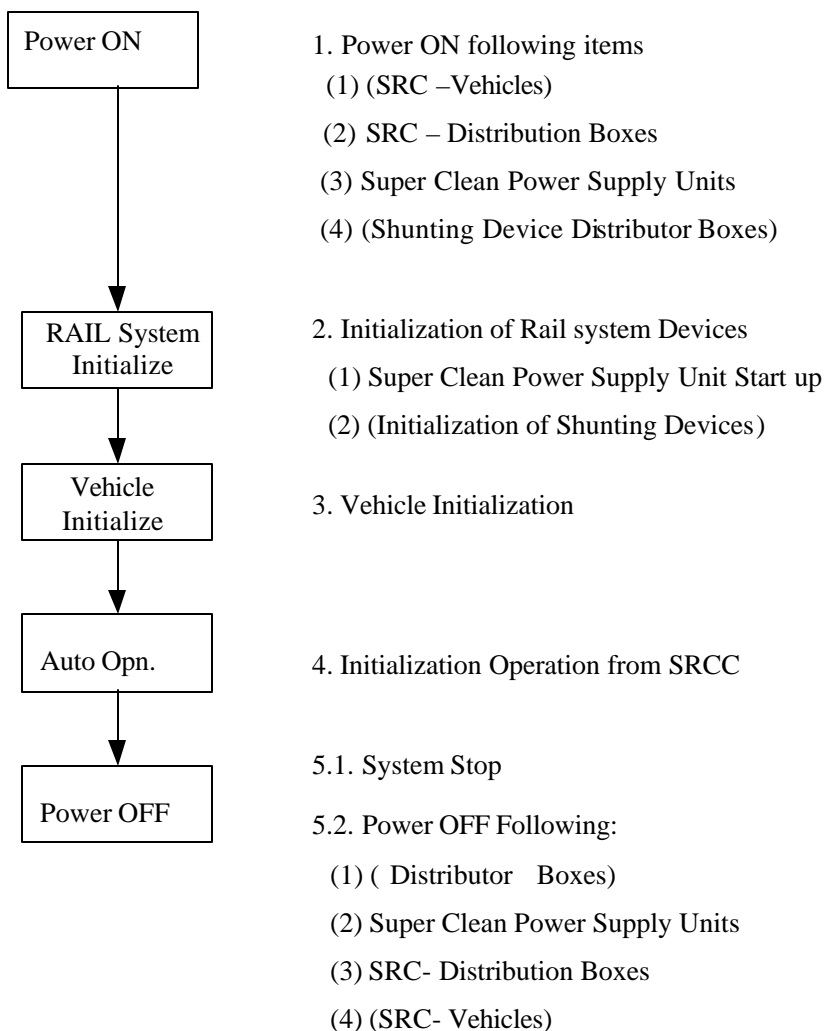 Power ON
1. Power ON following items
(1) (SRC –Vehicles)
(2) SRC – Distribution Boxes
(3) Super Clean Power Supply Units
(4) (Shunting Device Distributor Boxes)
RAIL System
Initialize
2. Initialization of Rail system Devices
(1) Super Clean Power Supply Unit Start up
(2) (Initialization of Shunting Devices)
Vehicle
Initialize
3. Vehicle Initialization
Auto Opn.
4. Initialization Operation from SRCC
Power OFF
5.1. System Stop
5.2. Power OFF Following:
(1) ( Distributor Boxes)
(2) Super Clean Power Supply Units
(3) SRC- Distribution Boxes
(4) (SRC- Vehicles)